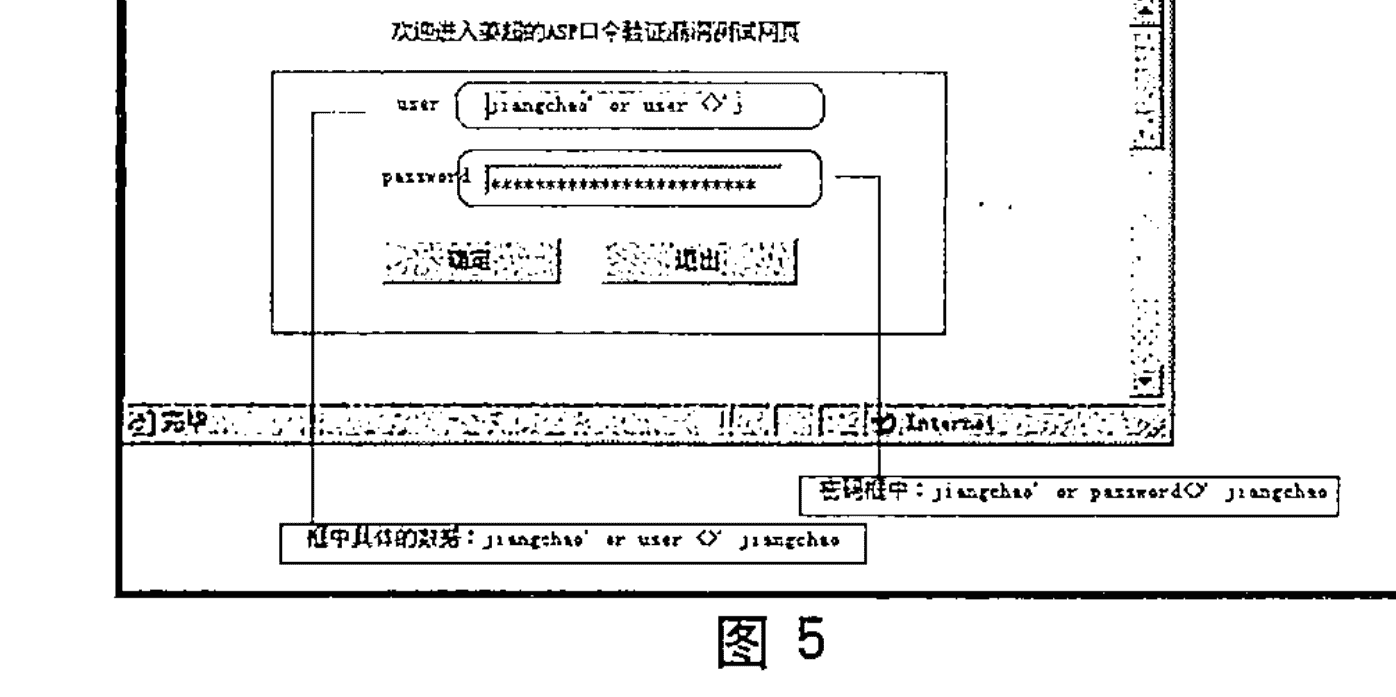 欢迎进入姜超的ASP口令验证漏洞测试网页
user jiangchao' or user <>' j
password ************************
确定 退出
完毕 Internet
密码框中：jiangchao' or password<>' jiangchao
框中具体的数据：jiangchao' or user <>' jiangchao
图 5